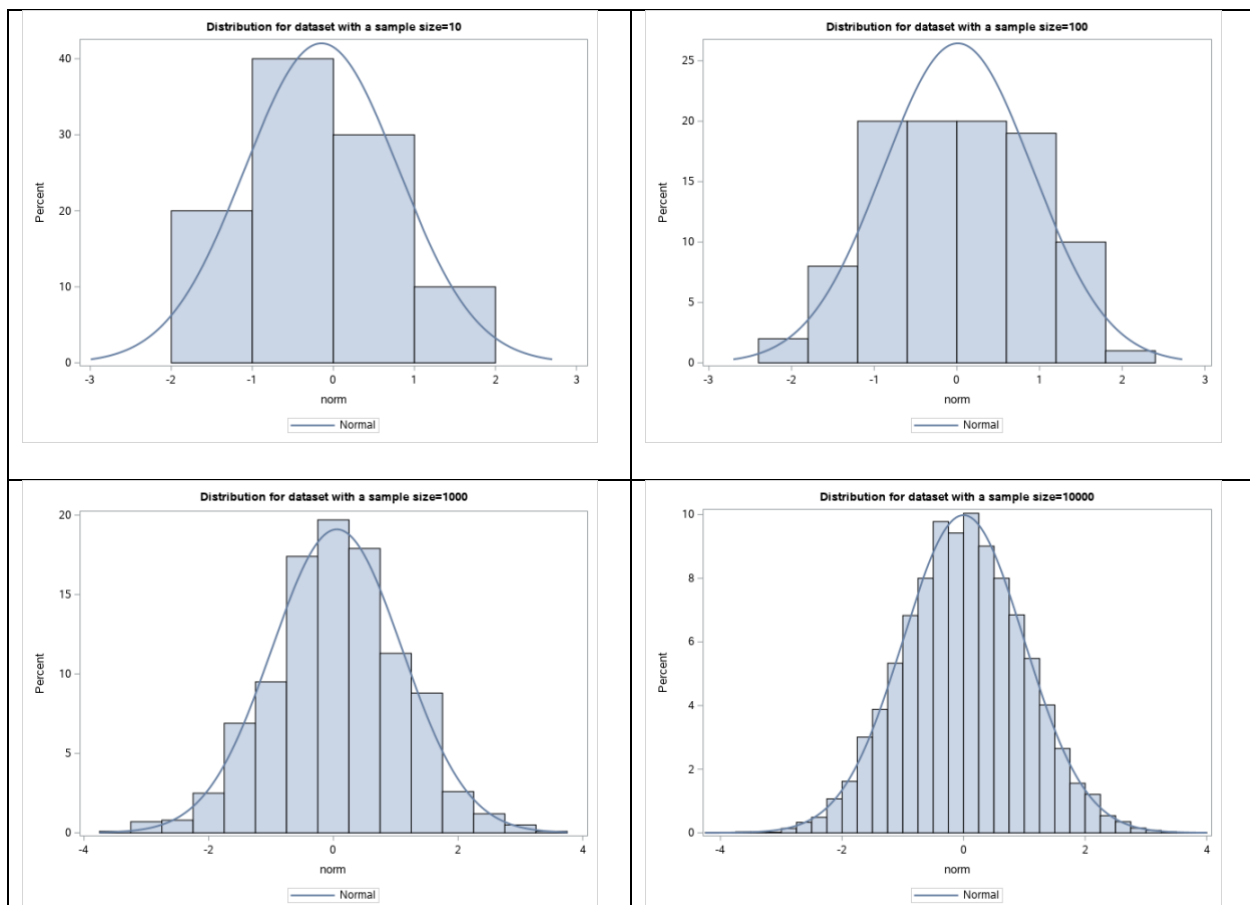 Distribution for dataset with a sample size=10
40
30
20
10
0
Percent
-3 -2 -1 0 1 2 3
norm
Normal
Distribution for dataset with a sample size=100
25
20
15
10
5
0
Percent
-3 -2 -1 0 1 2 3
norm
Normal
Distribution for dataset with a sample size=1000
20
15
10
5
0
Percent
-4 -2 0 2 4
norm
Normal
Distribution for dataset with a sample size=10000
10
8
6
4
2
0
Percent
-4 -2 0 2 4
norm
Normal